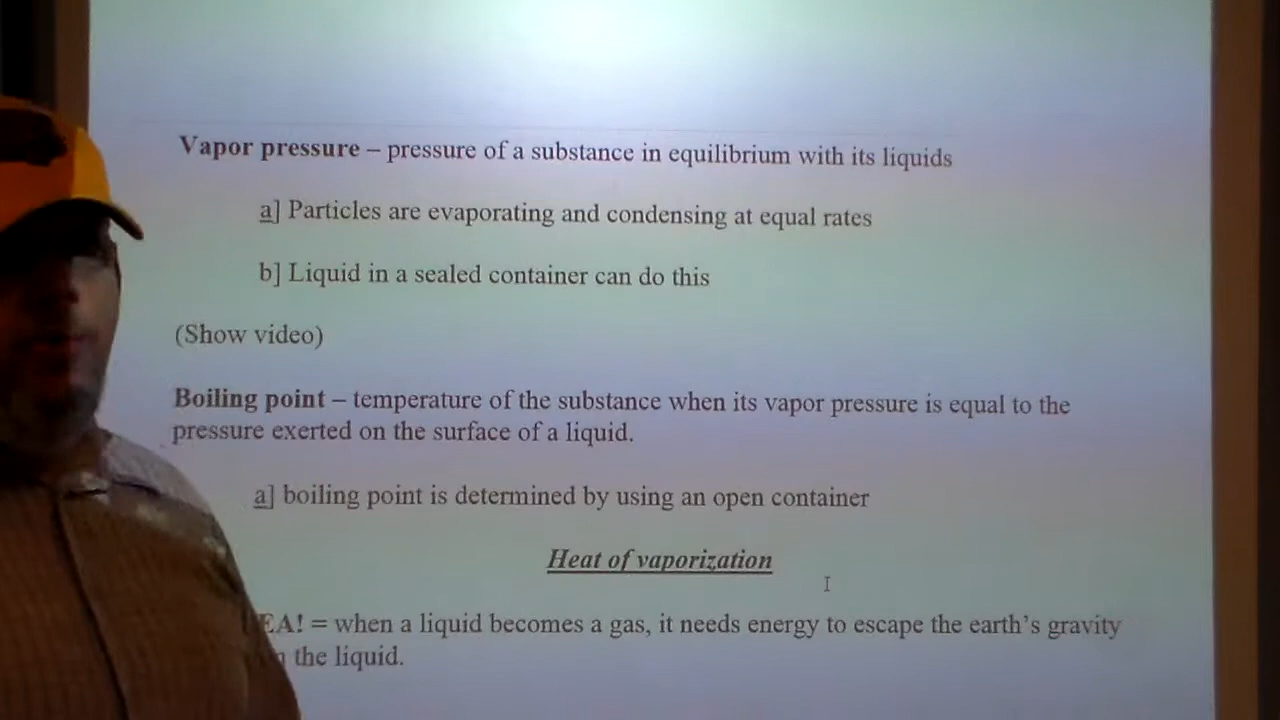 Vapor pressure – pressure of a substance in equilibrium with its liquids
a] Particles are evaporating and condensing at equal rates
b] Liquid in a sealed container can do this
(Show video)
Boiling point – temperature of the substance when its vapor pressure is equal to the
pressure exerted on the surface of a liquid.
a] boiling point is determined by using an open container
Heat of vaporization
EA! = when a liquid becomes a gas, it needs energy to escape the earth's gravity
the liquid.